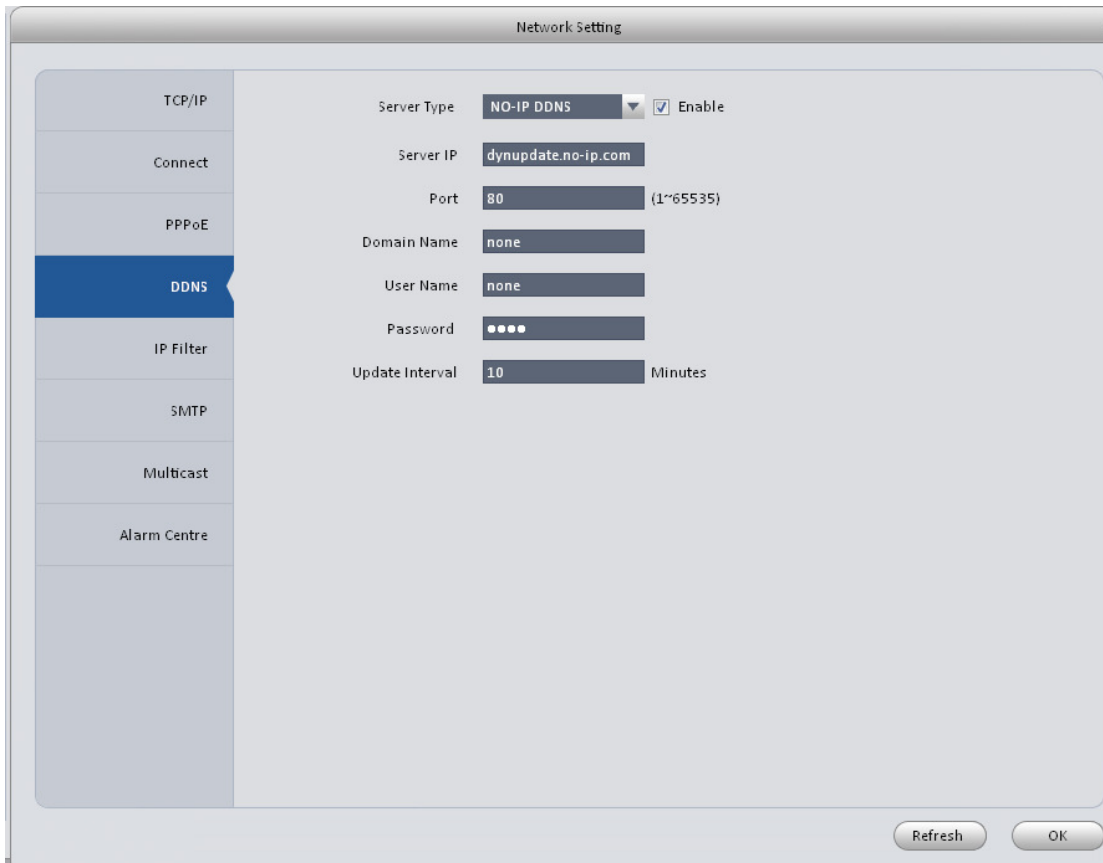 Network Setting
TCP/IP
Connect
PPPoE
DDNS
IP Filter
SMTP
Multicast
Alarm Centre
Server Type NO-IP DDNS Enable
Server IP dynupdate.no-ip.com
Port 80 (1~65535)
Domain Name none
User Name none
Password ●●●●
Update Interval 10 Minutes
Refresh OK